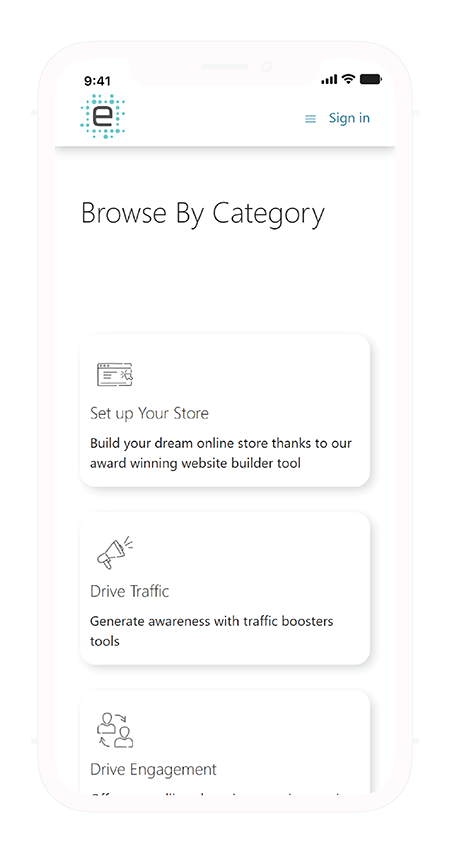 9:41
e
Sign in
Browse By Category
Set up Your Store
Build your dream online store thanks to our
award winning website builder tool
Drive Traffic
Generate awareness with traffic boosters
tools
Drive Engagement